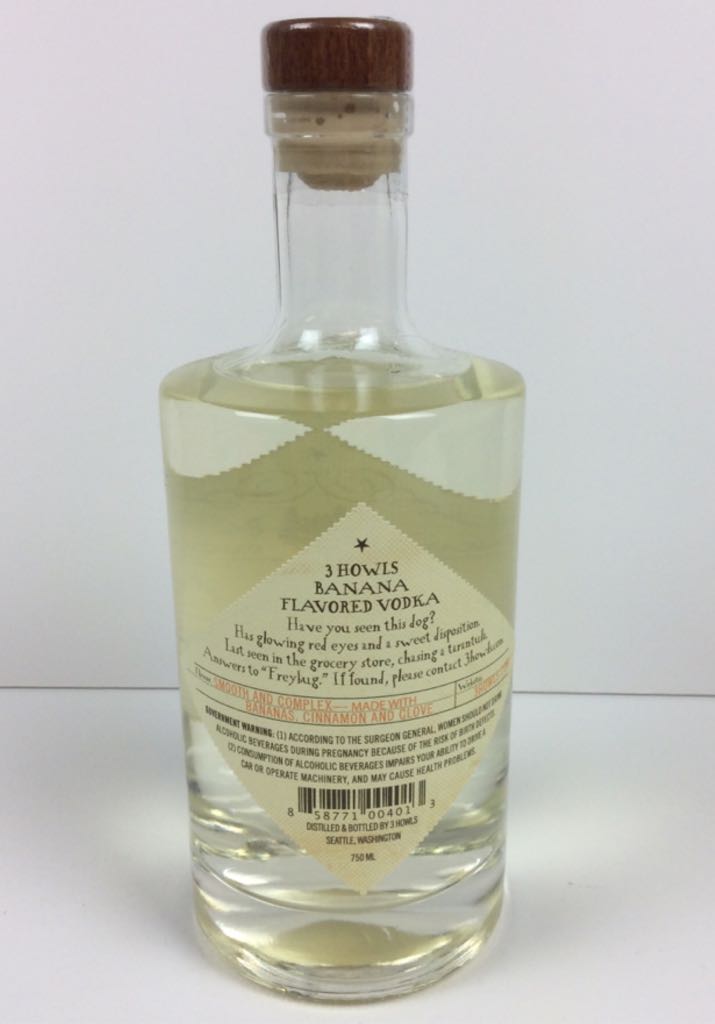 3 HOWLS
BANANA
FLAVORED VODKA
Have you seen this dog?
Has glowing red eyes and a sweet disposition.
Last seen in the grocery store, chasing a tarantula.
Answers to "Freybug." If found, please contact 3howls.com
SMOOTH AND COMPLEX— MADE WITH
BANANAS, CINNAMON AND CLOVE
Website
GOVERNMENT WARNING: (1) ACCORDING TO THE SURGEON GENERAL, WOMEN SHOULD NOT DRINK
ALCOHOLIC BEVERAGES DURING PREGNANCY BECAUSE OF THE RISK OF BIRTH DEFECTS.
(2) CONSUMPTION OF ALCOHOLIC BEVERAGES IMPAIRS YOUR ABILITY TO DRIVE A
CAR OR OPERATE MACHINERY, AND MAY CAUSE HEALTH PROBLEMS.
8 58771 00401 3
DISTILLED & BOTTLED BY 3 HOWLS
SEATTLE, WASHINGTON
750 ML